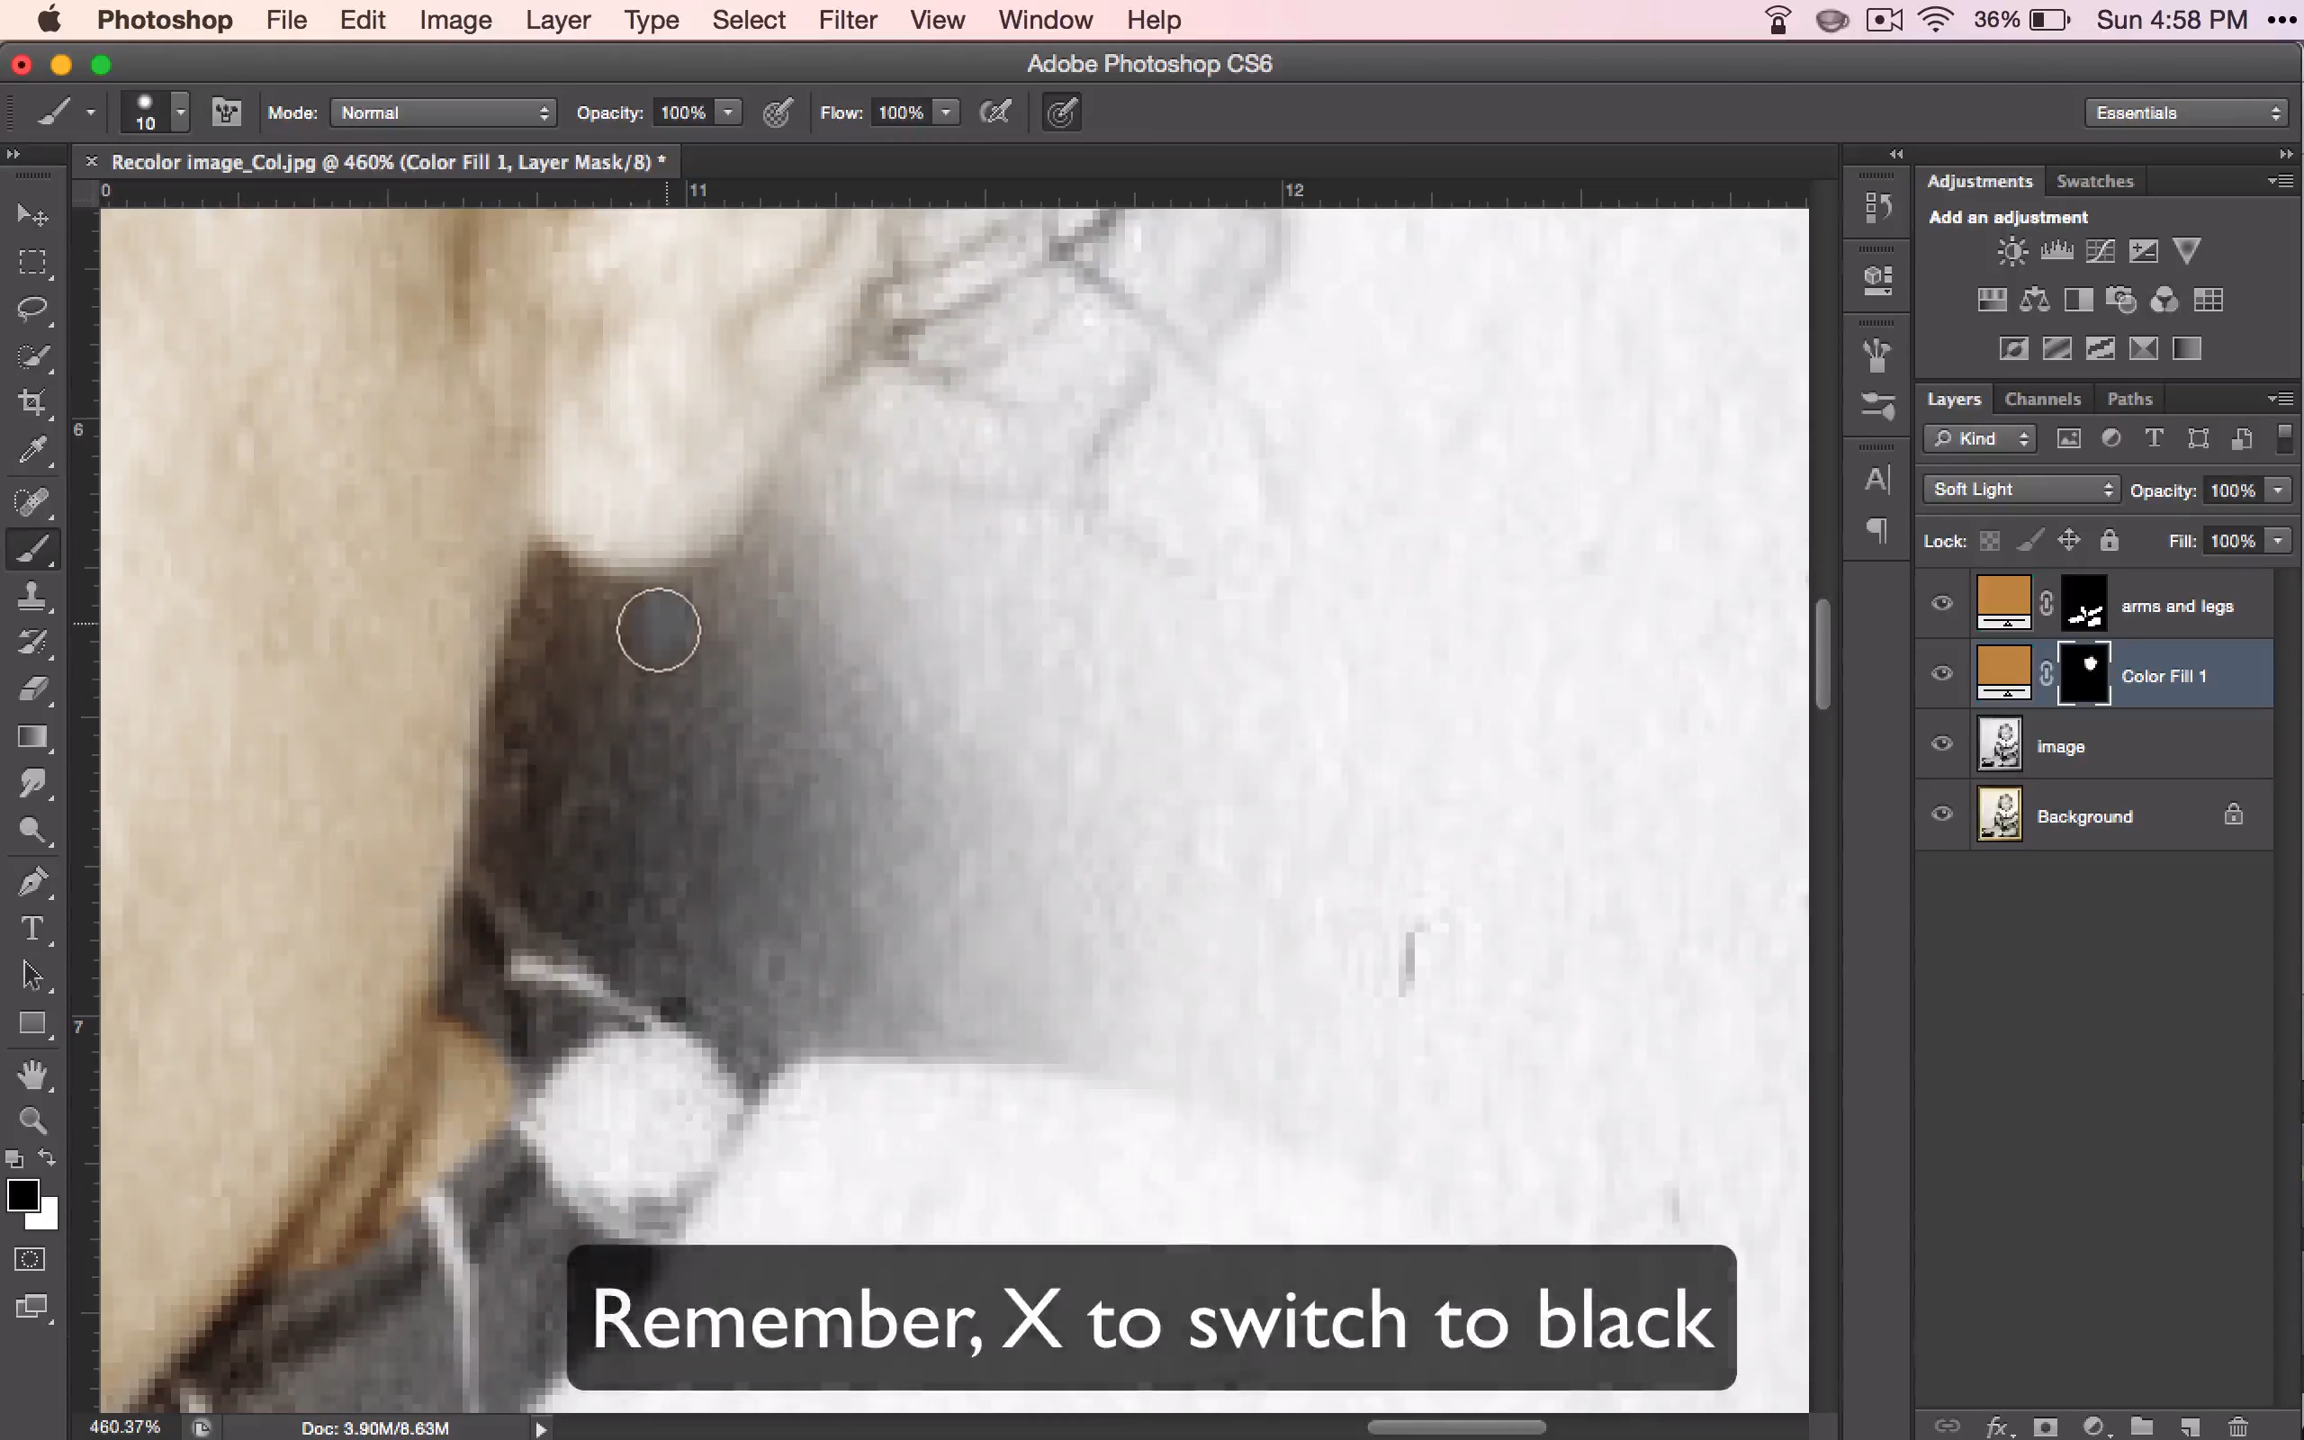 Photoshop File Edit Image Layer Type Select Filter View Window Help 36% Sun 4:58 PM
Adobe Photoshop CS6
10 Mode: Normal Opacity: 100% Flow: 100% Essentials
Recolor image_Col.jpg @ 460% (Color Fill 1, Layer Mask/8) *
0 11 12
6
7
Adjustments Swatches
Add an adjustment
Layers Channels Paths
Kind
Soft Light Opacity: 100%
Lock: Fill: 100%
arms and legs
Color Fill 1
image
Background
Remember, X to switch to black
460.37% Doc: 3.90M/8.63M